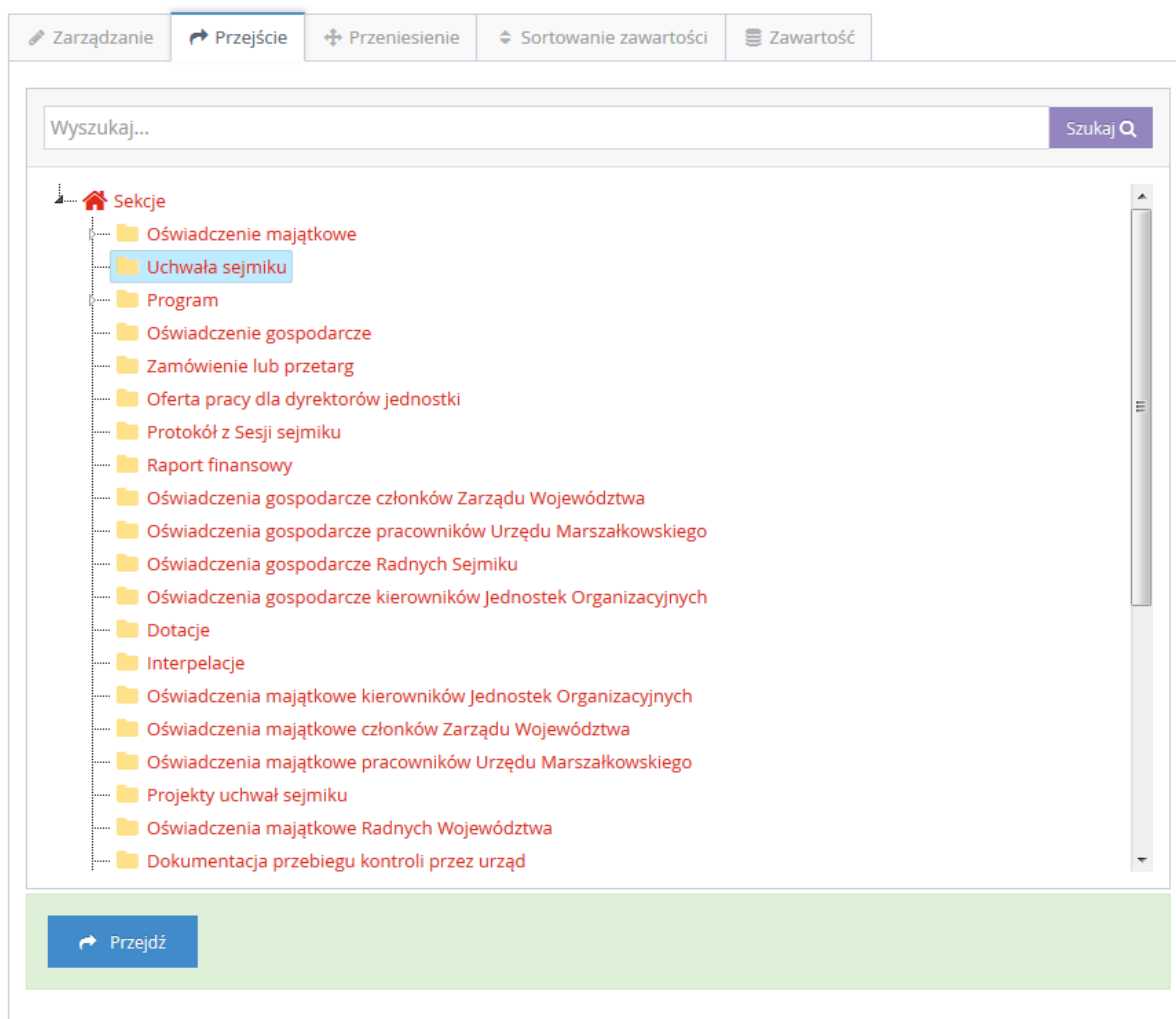 Zarządzanie Przejście Przeniesienie Sortowanie zawartości Zawartość
Wyszukaj... Szukaj
Sekcje
Oświadczenie majątkowe
Uchwała sejmiku
Program
Oświadczenie gospodarcze
Zamówienie lub przetarg
Oferta pracy dla dyrektorów jednostki
Protokół z Sesji sejmiku
Raport finansowy
Oświadczenia gospodarcze członków Zarządu Województwa
Oświadczenia gospodarcze pracowników Urzędu Marszałkowskiego
Oświadczenia gospodarcze Radnych Sejmiku
Oświadczenia gospodarcze kierowników Jednostek Organizacyjnych
Dotacje
Interpelacje
Oświadczenia majątkowe kierowników Jednostek Organizacyjnych
Oświadczenia majątkowe członków Zarządu Województwa
Oświadczenia majątkowe pracowników Urzędu Marszałkowskiego
Projekty uchwał sejmiku
Oświadczenia majątkowe Radnych Województwa
Dokumentacja przebiegu kontroli przez urząd
Przejdź